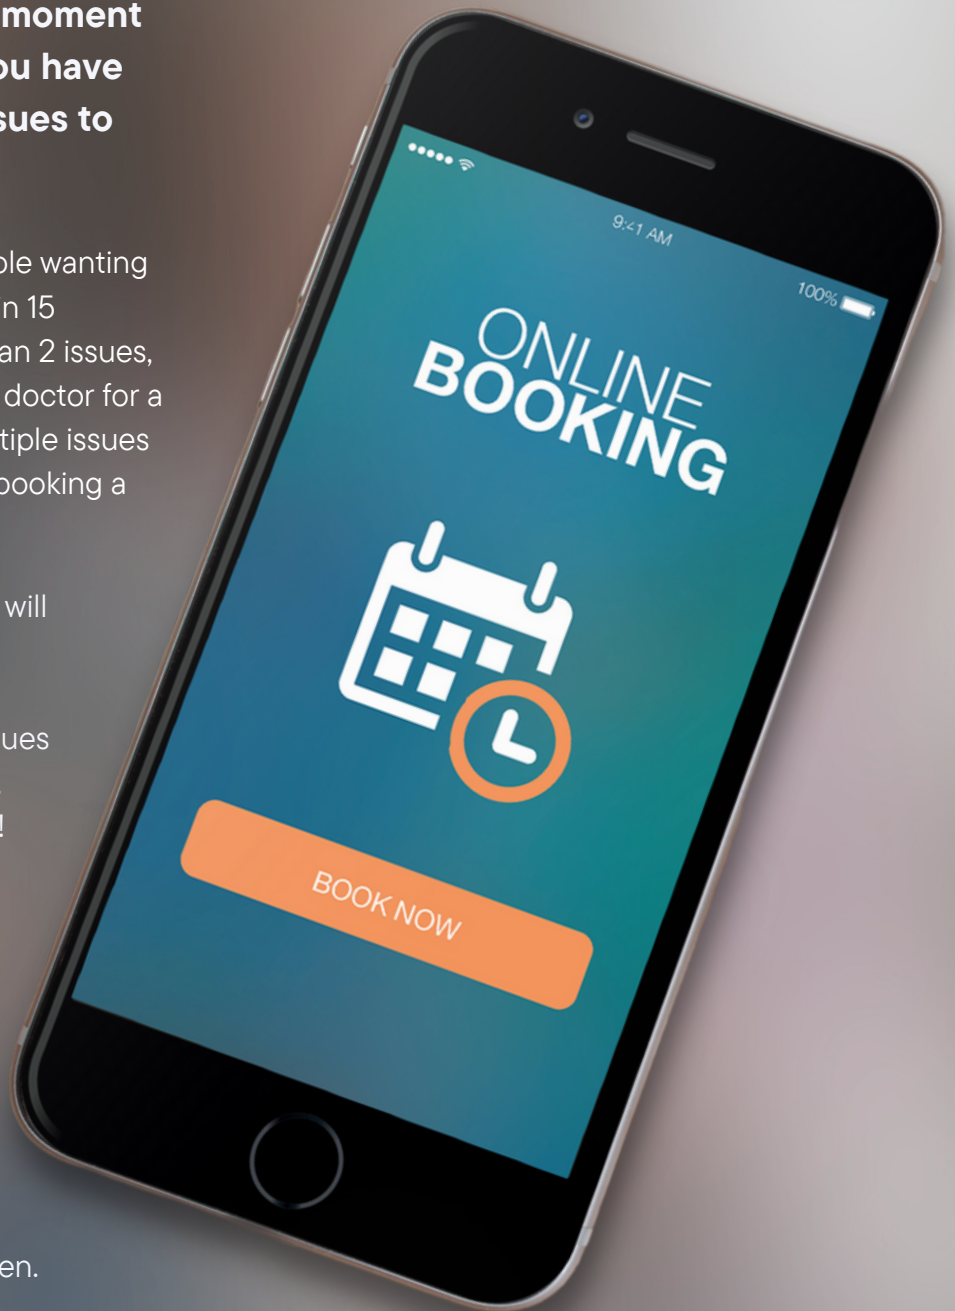 moment
ou have
sues to
ple wanting
n 15
an 2 issues,
doctor for a
tiple issues
booking a
will
ues
!
en.
9:41 AM
100%
ONLINE
BOOKING
BOOK NOW